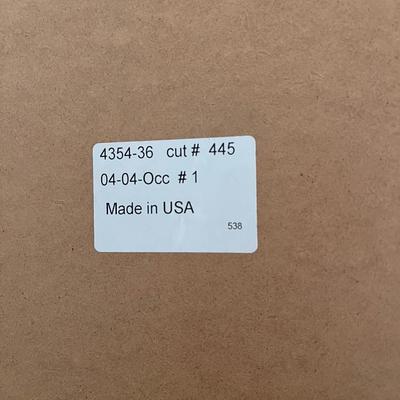 4354-36 cut # 445
04-04-Occ # 1
Made in USA
538